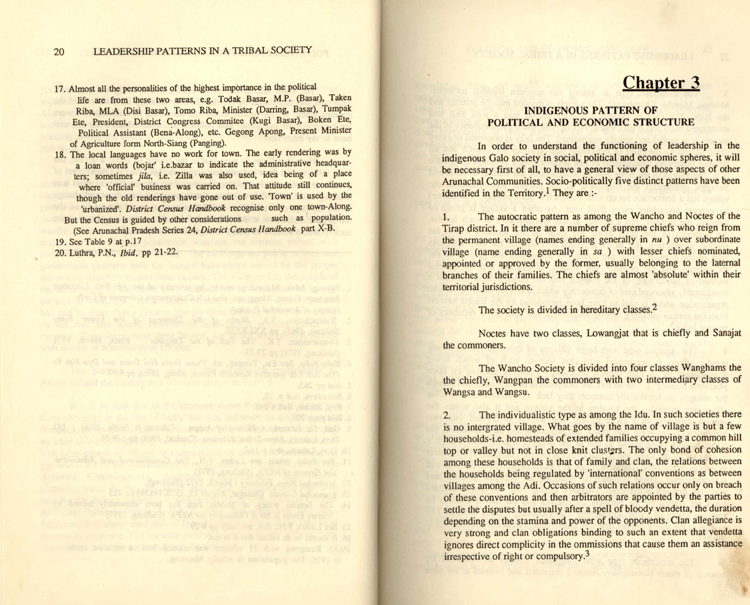 20 LEADERSHIP PATTERNS IN A TRIBAL SOCIETY
17. Almost all the personalities of the highest importance in the political
life are from these two areas, e.g. Todak Basar, M.P. (Basar), Taken
Riba, MLA (Disi Basar), Tomo Riba, Minister (Darring, Basar), Tumpak
Ete, President, District Congress Commitee (Kugi Basar), Boken Ete,
Political Assistant (Bena-Along), etc. Gegong Apong, Present Minister
of Agriculture form North-Siang (Panging).
18. The local languages have no work for town. The early rendering was by
a loan words (bojar' i.e.bazar to indicate the administrative headquar-
ters; sometimes jila, i.e. Zilla was also used, idea being of a place
where 'official' business was carried on. That attitude still continues,
though the old renderings have gone out of use. 'Town' is used by the
'urbanized'. District Census Handbook recognise only one town-Along.
But the Census is guided by other considerations such as population.
(See Arunachal Pradesh Series 24, District Census Handbook part X-B.
19. See Table 9 at p.17
20. Luthra, P.N., Ibid, pp 21-22.
Chapter 3
INDIGENOUS PATTERN OF
POLITICAL AND ECONOMIC STRUCTURE
In order to understand the functioning of leadership in the
indigenous Galo society in social, political and economic spheres, it will
be necessary first of all, to have a general view of those aspects of other
Arunachal Communities. Socio-politically five distinct patterns have been
identified in the Territory.1 They are :-
1. The autocratic pattern as among the Wancho and Noctes of the
Tirap district. In it there are a number of supreme chiefs who reign from
the permanent village (names ending generally in nu ) over subordinate
village (name ending generally in sa ) with lesser chiefs nominated,
appointed or approved by the former, usually belonging to the laternal
branches of their families. The chiefs are almost 'absolute' within their
territorial jurisdictions.
The society is divided in hereditary classes.2
Noctes have two classes, Lowangjat that is chiefly and Sanajat
the commoners.
The Wancho Society is divided into four classes Wanghams the
the chiefly, Wangpan the commoners with two intermediary classes of
Wangsa and Wangsu.
2. The individualistic type as among the Idu. In such societies there
is no intergrated village. What goes by the name of village is but a few
households-i.e. homesteads of extended families occupying a common hill
top or valley but not in close knit clusters. The only bond of cohesion
among these households is that of family and clan, the relations between
the households being regulated by 'international' conventions as between
villages among the Adi. Occasions of such relations occur only on breach
of these conventions and then arbitrators are appointed by the parties to
settle the disputes but usually after a spell of bloody vendetta, the duration
depending on the stamina and power of the opponents. Clan allegiance is
very strong and clan obligations binding to such an extent that vendetta
ignores direct complicity in the ommissions that cause them an assistance
irrespective of right or compulsory.3